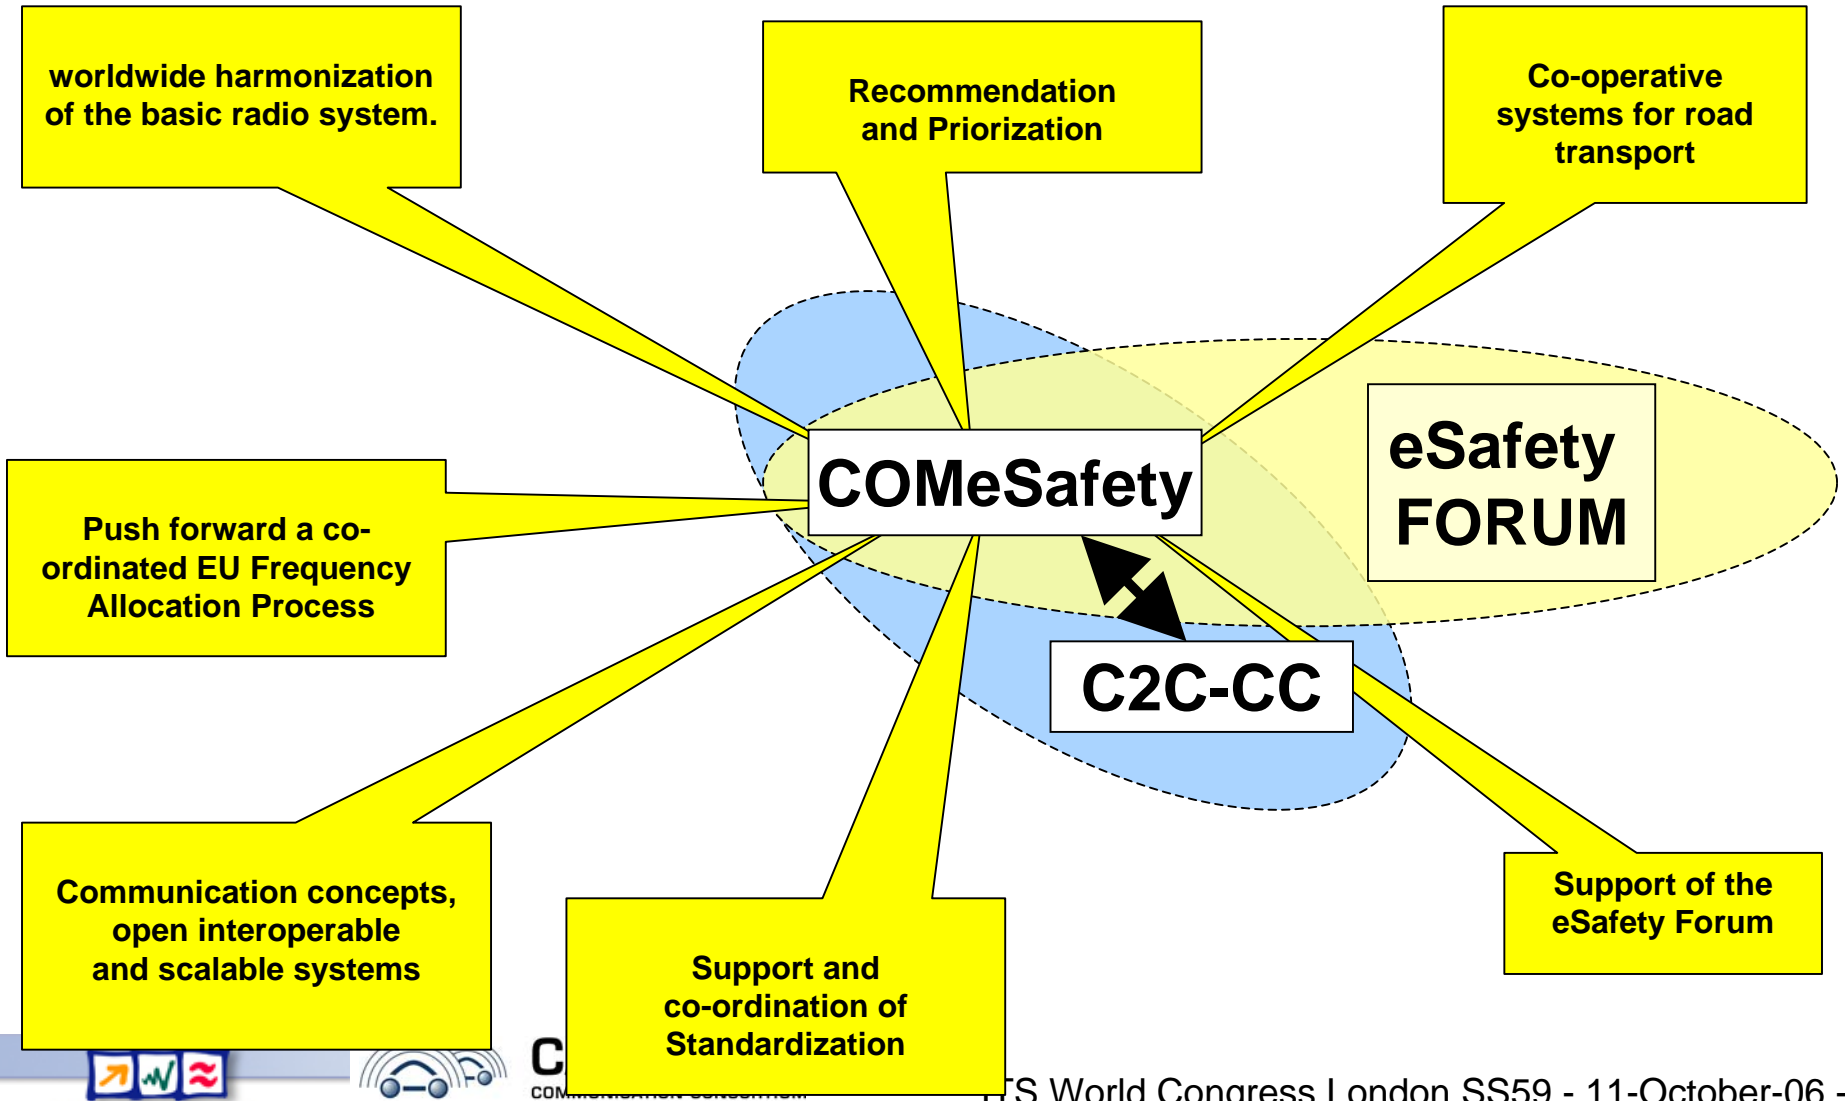 worldwide harmonization
of the basic radio system.
Recommendation
and Priorization
Co-operative
systems for road
transport
COMeSafety
eSafety
FORUM
Push forward a co-
ordinated EU Frequency
Allocation Process
C2C-CC
Communication concepts,
open interoperable
and scalable systems
Support and
co-ordination of
Standardization
Support of the
eSafety Forum
World Congress London SS59 - 11-October-06 -